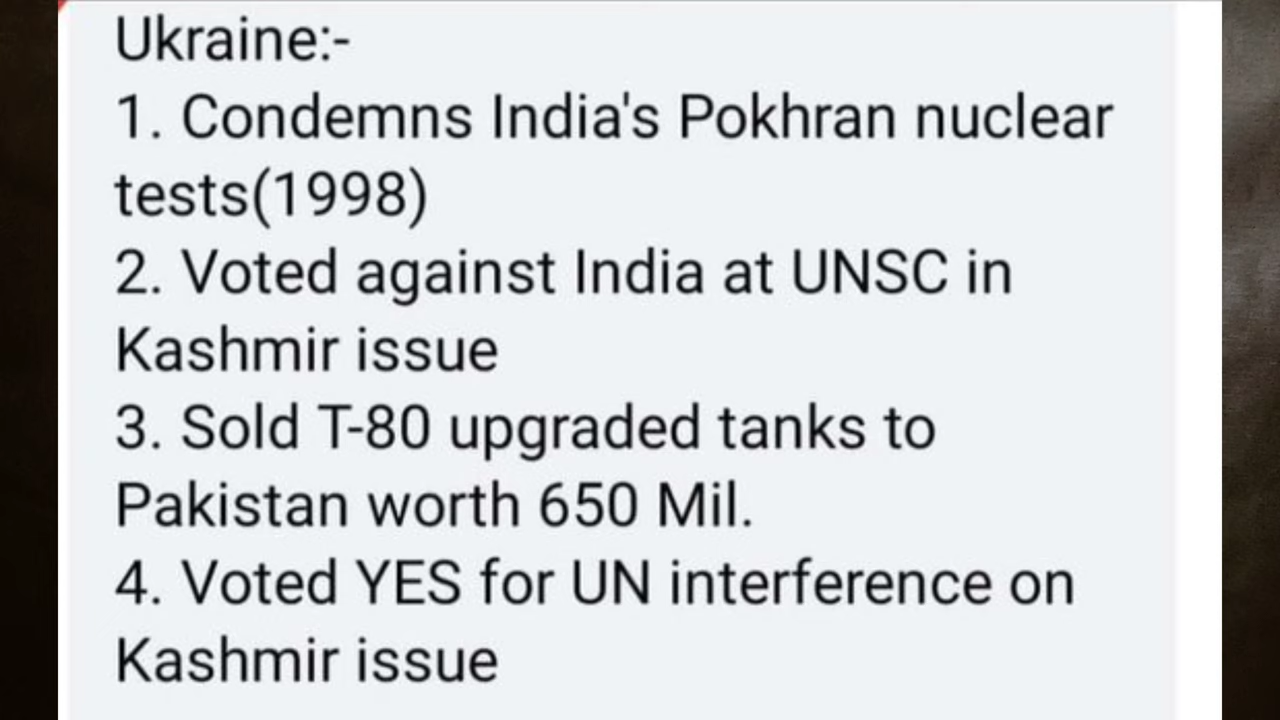 Ukraine:-
1. Condemns India's Pokhran nuclear
tests(1998)
2. Voted against India at UNSC in
Kashmir issue
3. Sold T-80 upgraded tanks to
Pakistan worth 650 Mil.
4. Voted YES for UN interference on
Kashmir issue